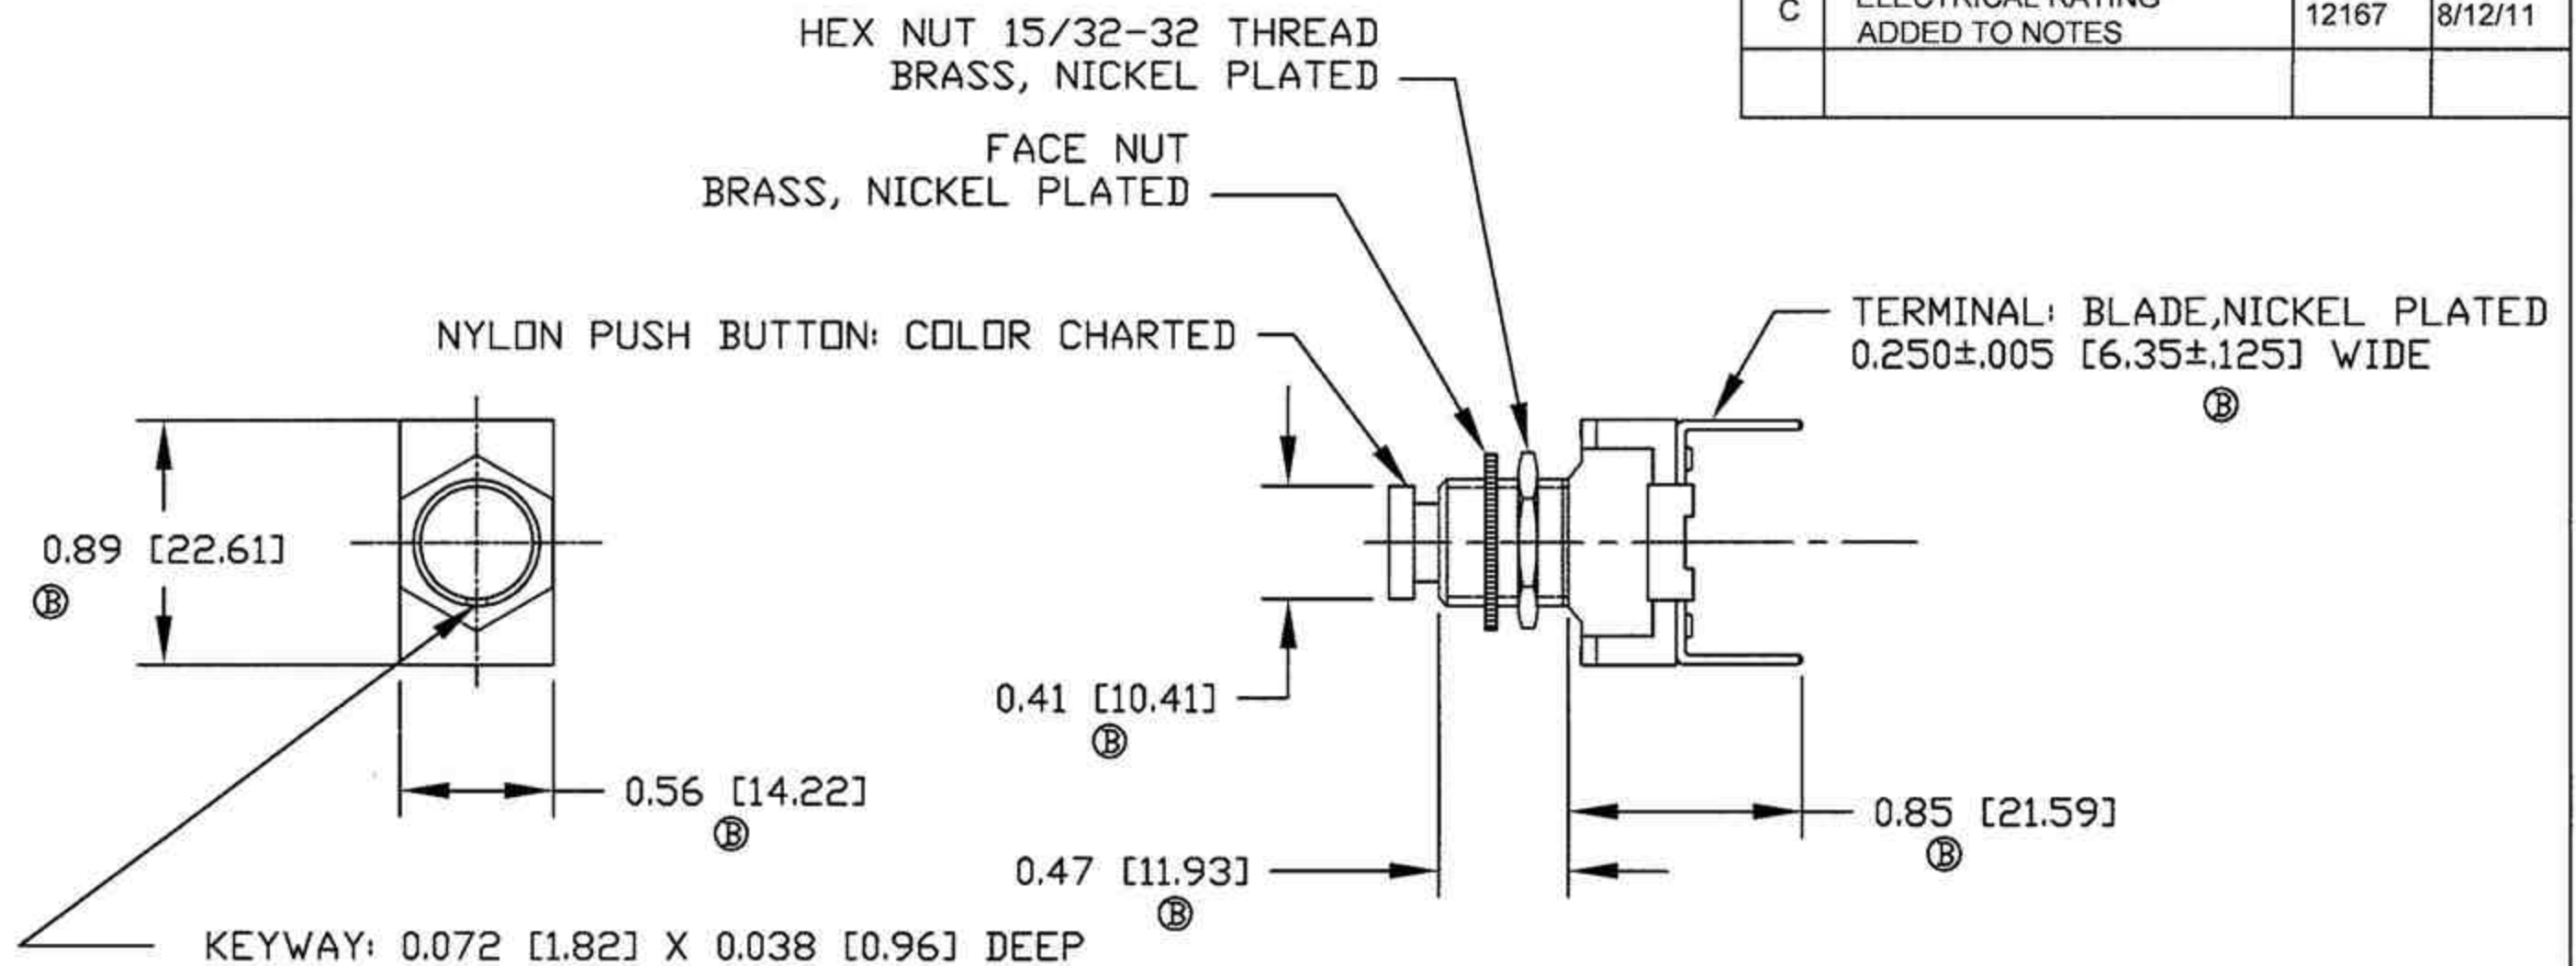 C
ELECTRICAL RATING
ADDED TO NOTES
12167
8/12/11
HEX NUT 15/32-32 THREAD
BRASS, NICKEL PLATED
FACE NUT
BRASS, NICKEL PLATED
NYLON PUSH BUTTON: COLOR CHARTED
TERMINAL: BLADE,NICKEL PLATED
0.250±.005 [6.35±.125] WIDE
B
0.89 [22.61]
B
0.41 [10.41]
B
0.56 [14.22]
B
0.85 [21.59]
B
0.47 [11.93]
B
KEYWAY: 0.072 [1.82] X 0.038 [0.96] DEEP